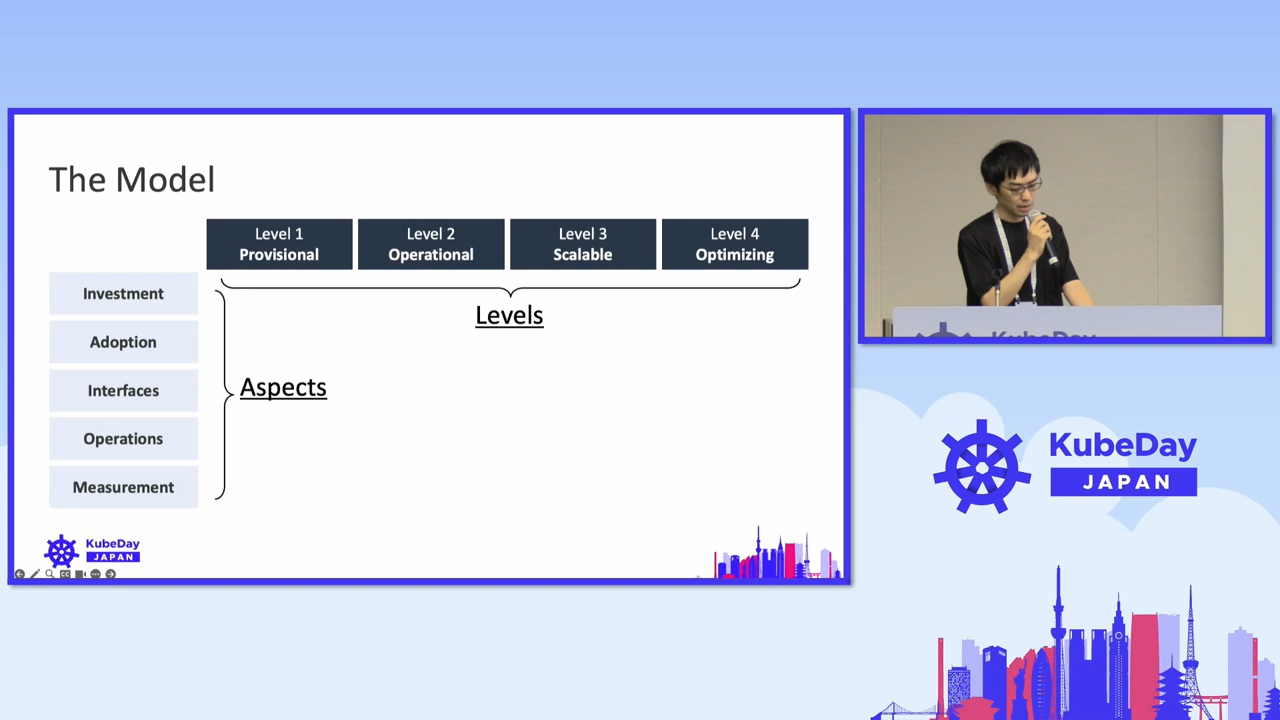 The Model
Level 1
Provisional
Level 2
Operational
Level 3
Scalable
Level 4
Optimizing
Levels
Investment
Adoption
Interfaces
Operations
Measurement
Aspects
KubeDay
JAPAN
KubeDay
KubeDay
JAPAN